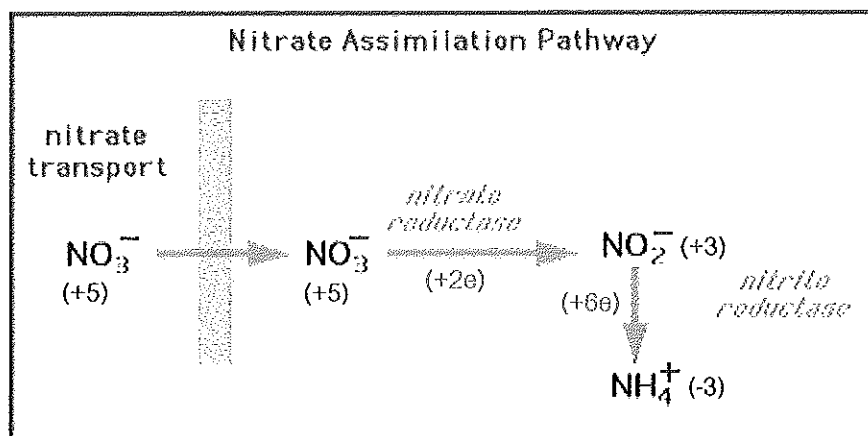 Nitrate Assimilation Pathway
nitrate
transport
nitrate
reductase
NO₃⁻
(+5)
NO₃⁻
(+5)
(+2e)
NO₂⁻ (+3)
(+6e)
nitrite
reductase
NH₄⁺ (-3)